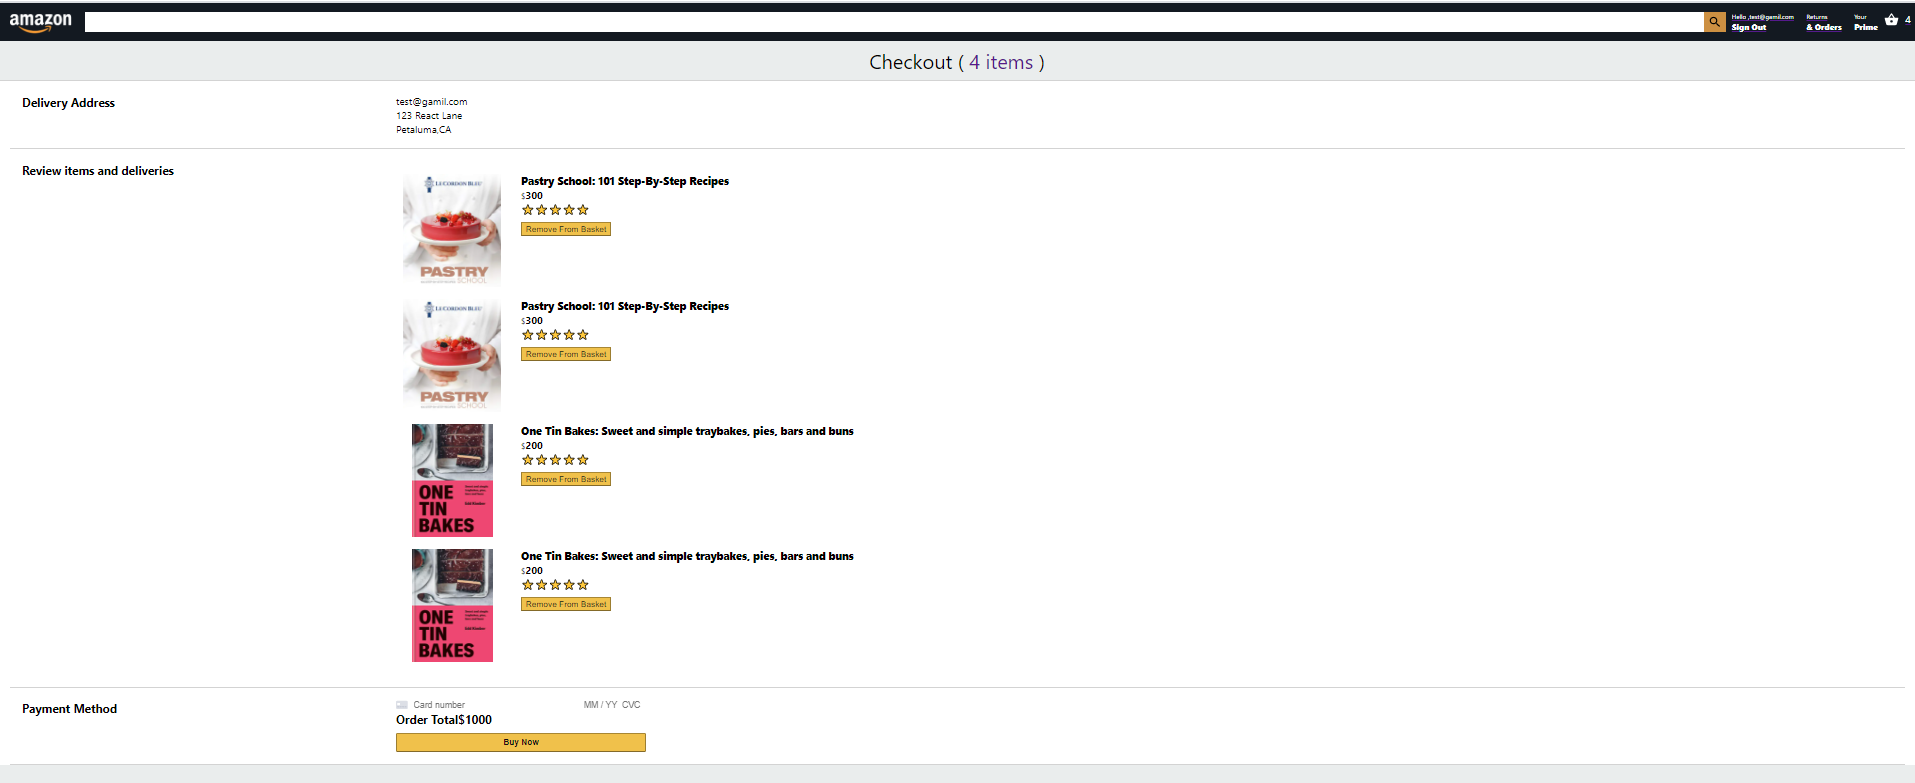 amazon
Hello ,test@gamil.com
Sign Out
Returns
& Orders
Your
Prime
4
Checkout ( 4 items )
Delivery Address
test@gamil.com
123 React Lane
Petaluma,CA
Review items and deliveries
LE CORDON BLEU
PASTRY
SCHOOL
Pastry School: 101 Step-By-Step Recipes
$300
Remove From Basket
LE CORDON BLEU
PASTRY
SCHOOL
Pastry School: 101 Step-By-Step Recipes
$300
Remove From Basket
ONE
TIN
BAKES
One Tin Bakes: Sweet and simple traybakes, pies, bars and buns
$200
Remove From Basket
ONE
TIN
BAKES
One Tin Bakes: Sweet and simple traybakes, pies, bars and buns
$200
Remove From Basket
Payment Method
Card number MM / YY CVC
Order Total$1000
Buy Now